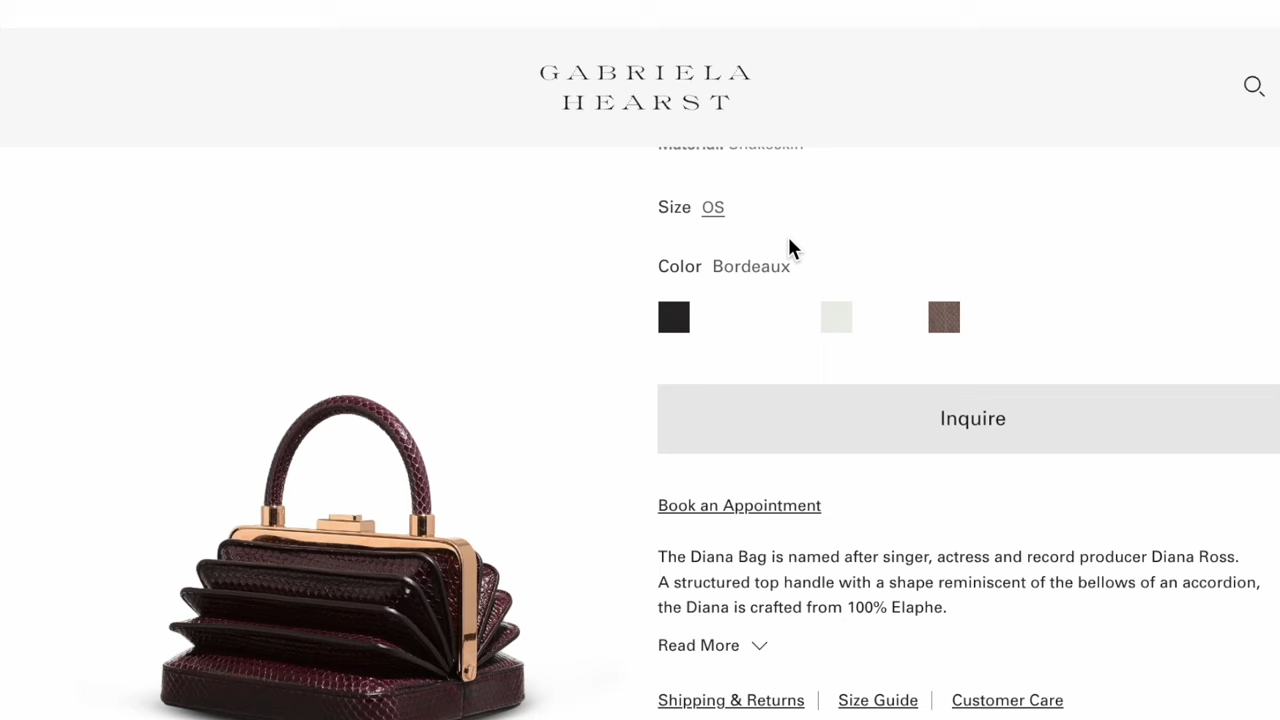 GABRIELA
HEARST
Material: Snakeskin
Size OS
Color Bordeaux
Inquire
Book an Appointment
The Diana Bag is named after singer, actress and record producer Diana Ross.
A structured top handle with a shape reminiscent of the bellows of an accordion,
the Diana is crafted from 100% Elaphe.
Read More
Shipping & Returns | Size Guide | Customer Care